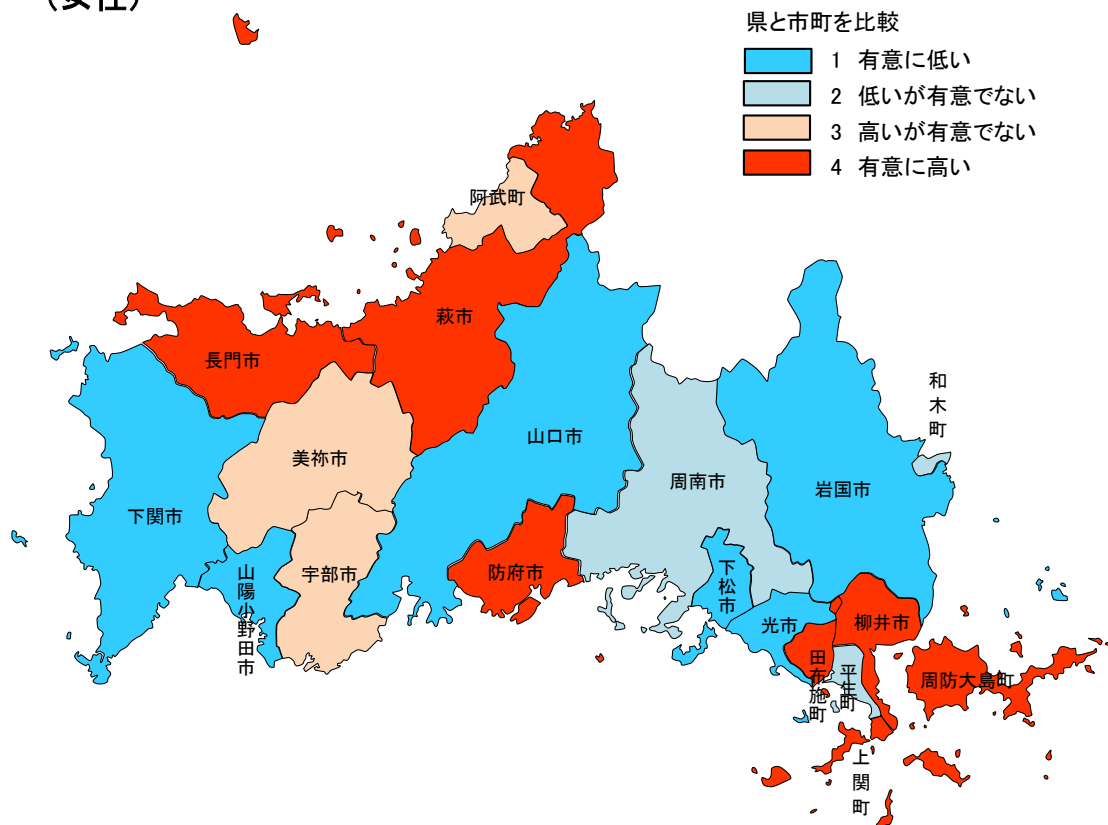 (女性)
県と市町を比較
1 有意に低い
2 低いが有意でない
3 高いが有意でない
4 有意に高い
阿武町
萩市
長門市
和木町
山口市
美祢市
周南市
岩国市
下関市
宇部市
防府市
下松市
山陽小野田市
光市
柳井市
田布施町
平生町
周防大島町
上関町